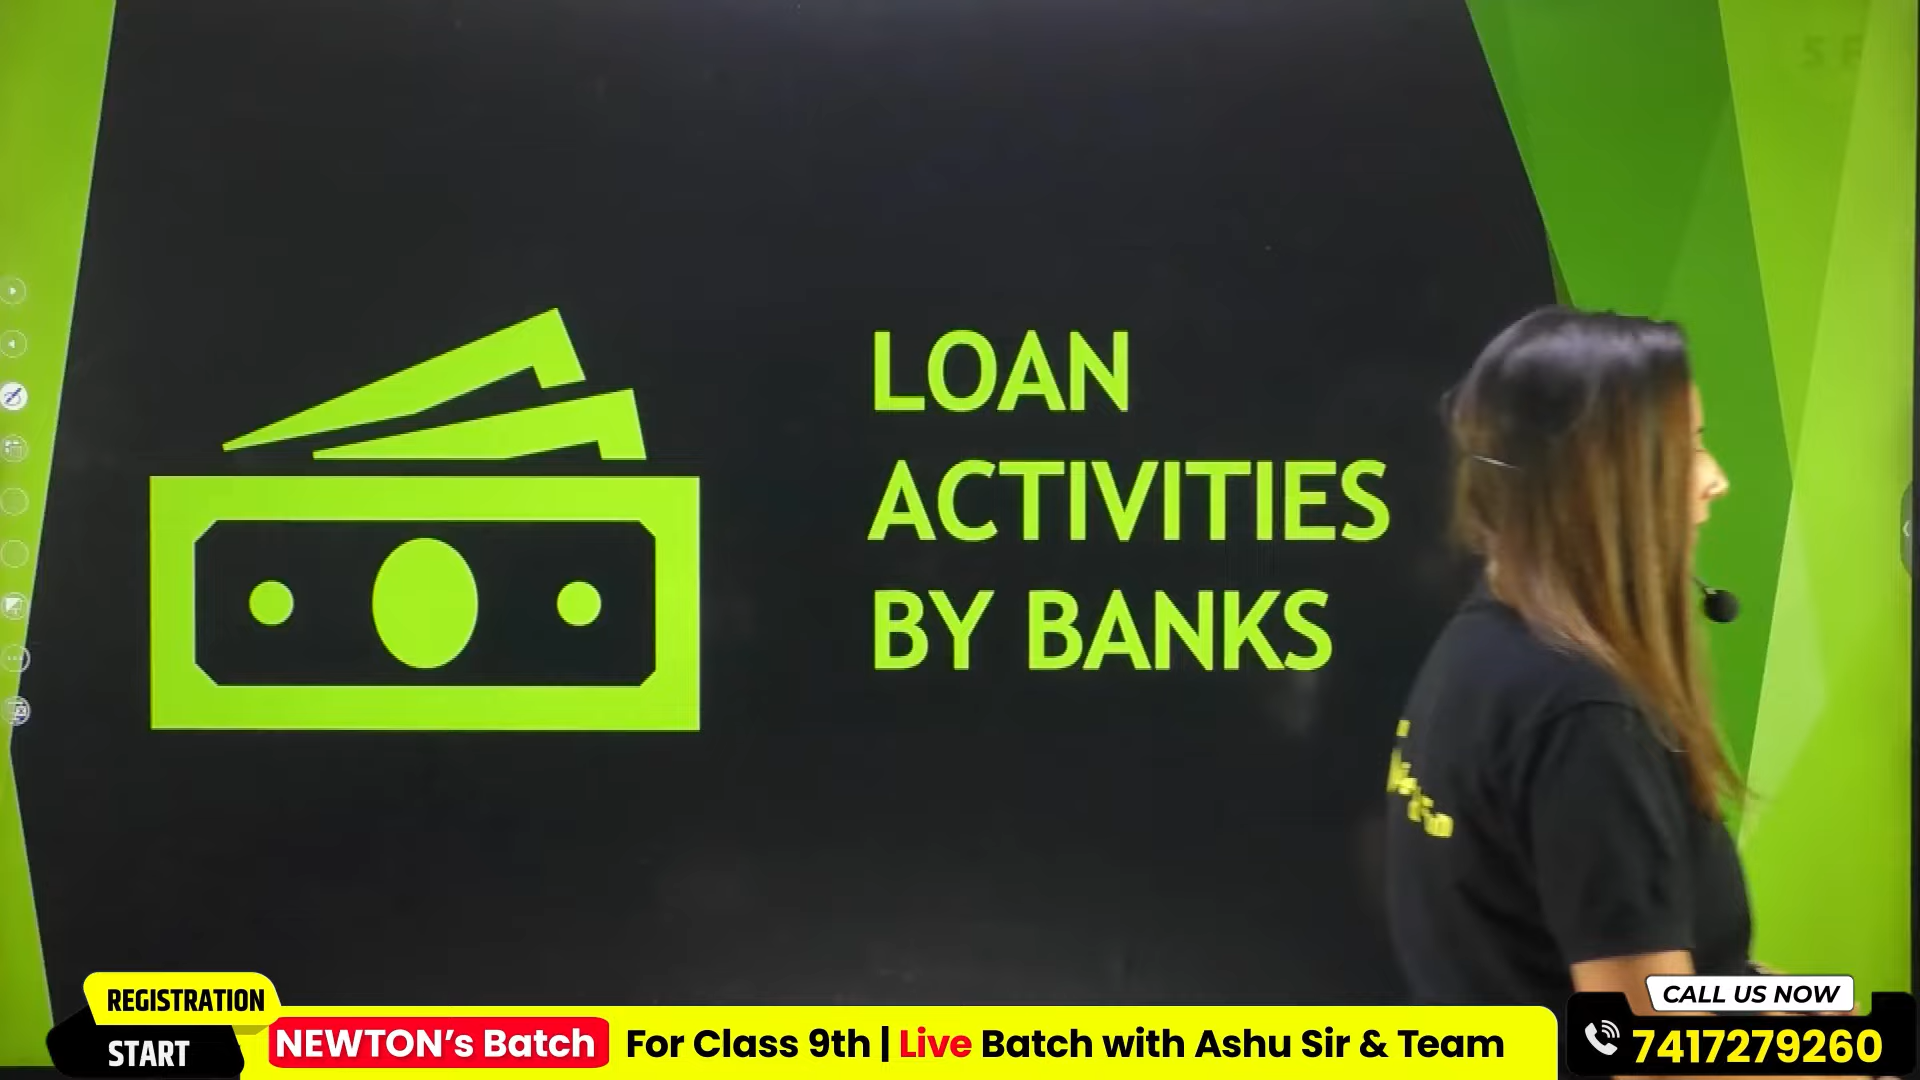 LOAN
ACTIVITIES
BY BANKS
REGISTRATION
START
NEWTON's Batch For Class 9th | Live Batch with Ashu Sir & Team
CALL US NOW
7417279260